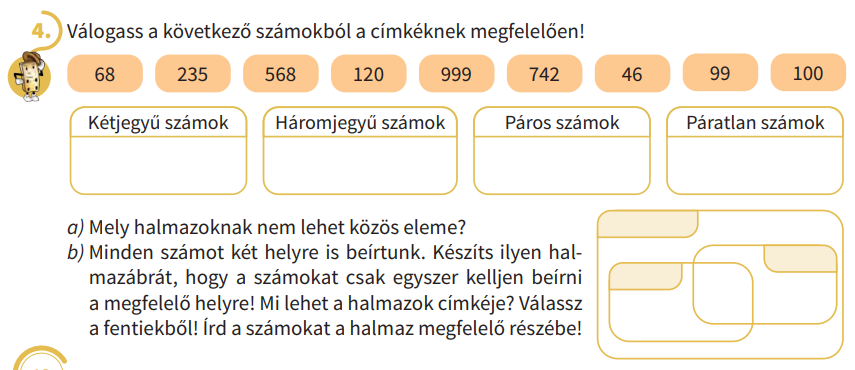 4. Válogass a következő számokból a címkéknek megfelelően!
68 235 568 120 999 742 46 99 100
Kétjegyű számok Háromjegyű számok Páros számok Páratlan számok
a) Mely halmazoknak nem lehet közös eleme?
b) Minden számot két helyre is beírtunk. Készíts ilyen hal-
mazábrát, hogy a számokat csak egyszer kelljen beírni
a megfelelő helyre! Mi lehet a halmazok címkéje? Válassz
a fentiekből! Írd a számokat a halmaz megfelelő részébe!